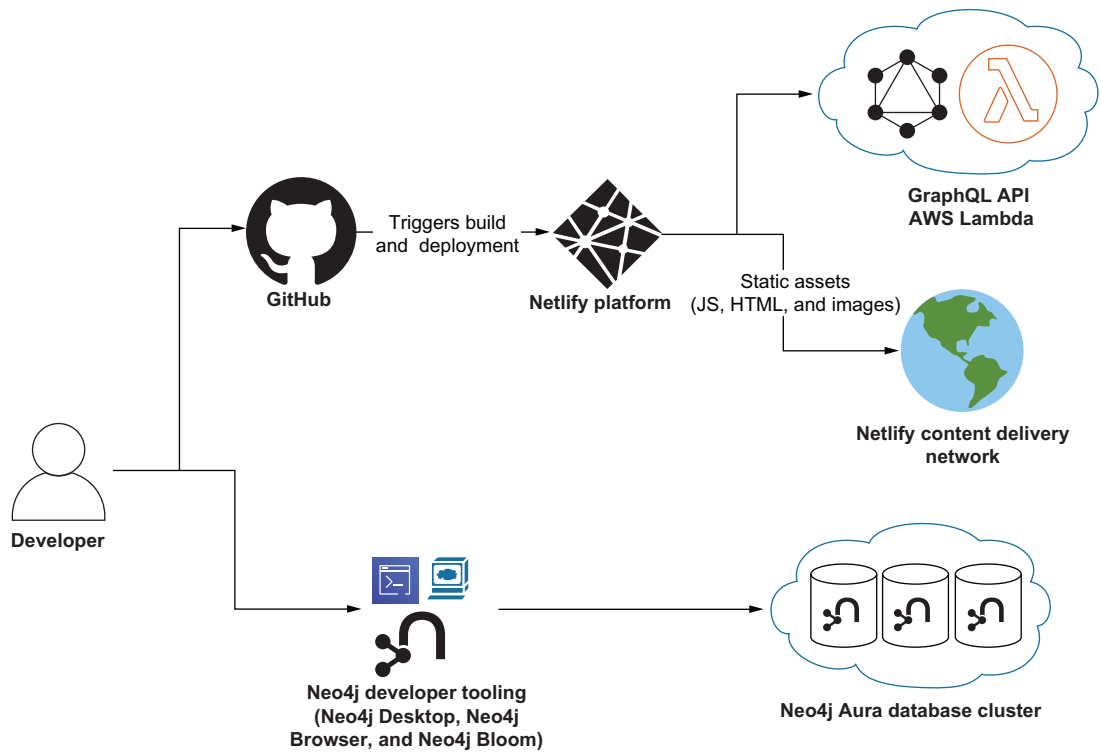 GraphQL API
AWS Lambda
Triggers build
and deployment
GitHub
Netlify platform
Static assets
(JS, HTML, and images)
Netlify content delivery
network
Developer
Neo4j developer tooling
(Neo4j Desktop, Neo4j
Browser, and Neo4j Bloom)
Neo4j Aura database cluster